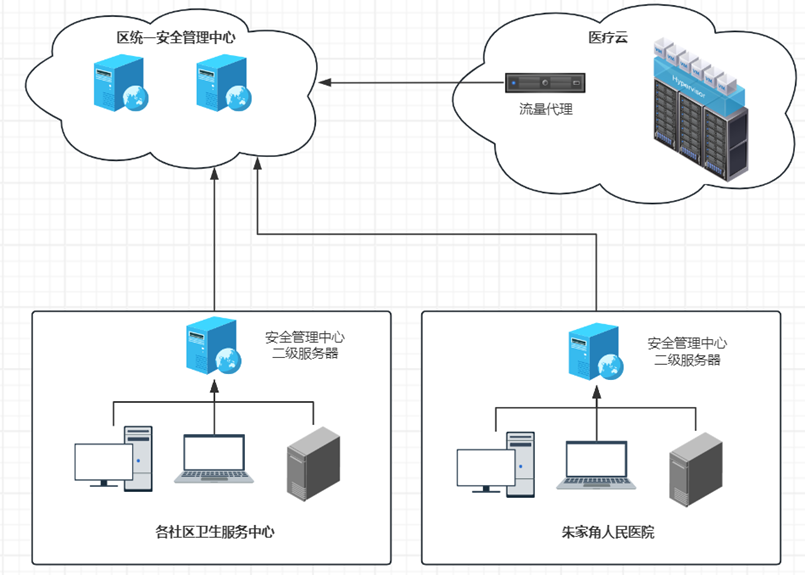 区统一安全管理中心
医疗云
Hypervisor
流量代理
安全管理中心
二级服务器
安全管理中心
二级服务器
各社区卫生服务中心
朱家角人民医院